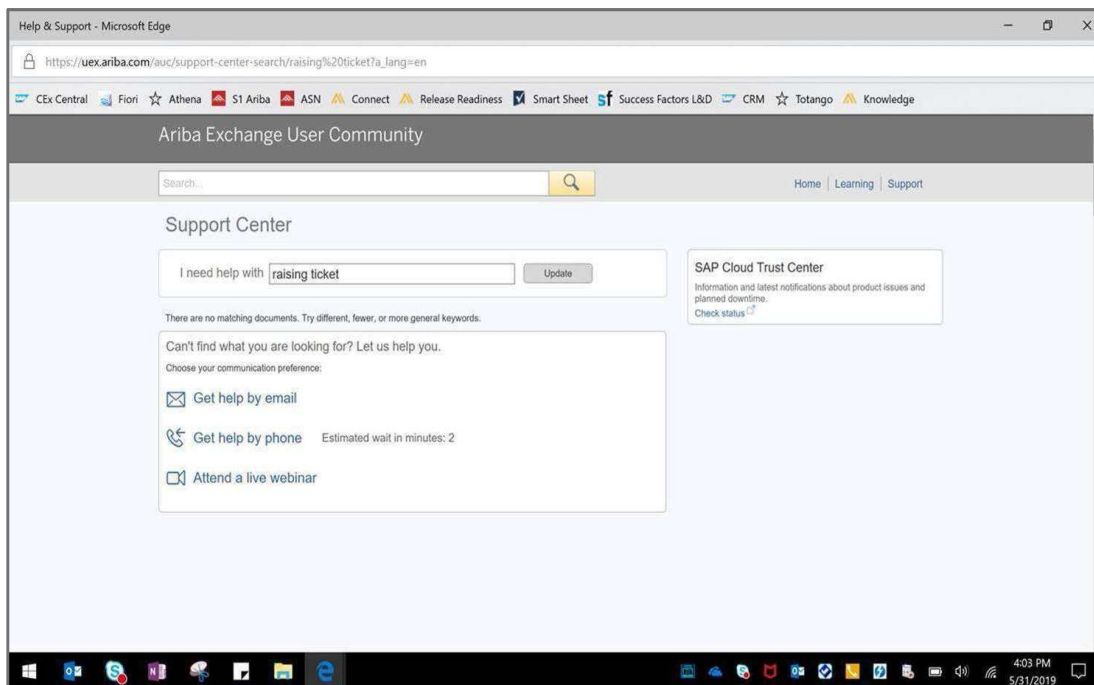 Help & Support - Microsoft Edge
https://uex.ariba.com/auc/support-center-search/raising%20ticket?a_lang=en
CEx Central Fiori Athena S1 Ariba ASN Connect Release Readiness Smart Sheet Success Factors L&D CRM Totango Knowledge
Ariba Exchange User Community
Search...
Home | Learning | Support
Support Center
I need help with raising ticket Update
SAP Cloud Trust Center
Information and latest notifications about product issues and
planned downtime.
Check status
There are no matching documents. Try different, fewer, or more general keywords.
Can't find what you are looking for? Let us help you.
Choose your communication preference:
Get help by email
Get help by phone Estimated wait in minutes: 2
Attend a live webinar
4:03 PM
5/31/2019